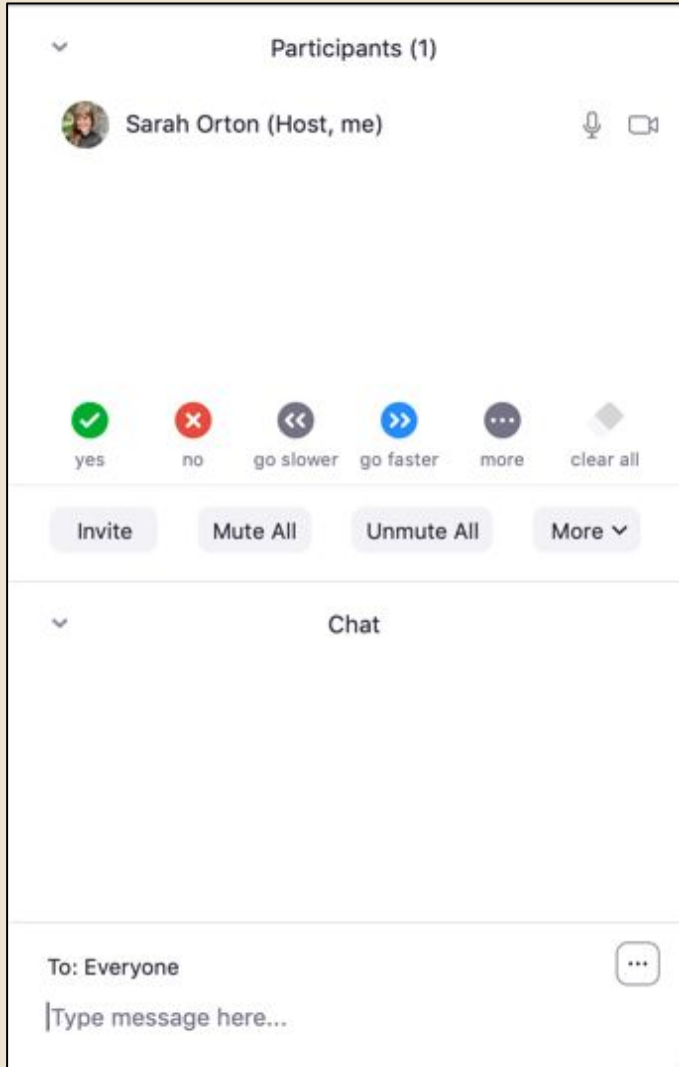 Participants (1)
Sarah Orton (Host, me)
yes no go slower go faster more clear all
Invite Mute All Unmute All More
Chat
To: Everyone
Type message here...